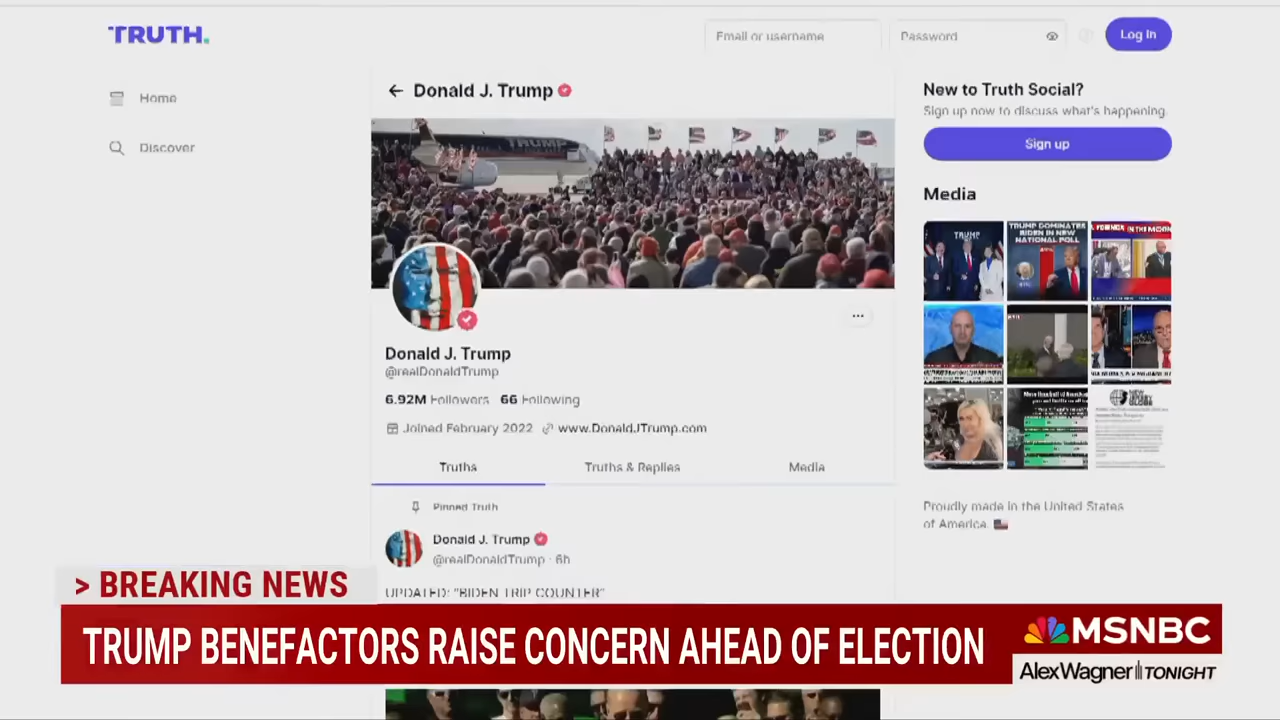 TRUTH.
Email or username
Password
Log In
Home
Discover
Donald J. Trump
TRUMP
Donald J. Trump
@realDonaldTrump
6.92M Followers 66 Following
Joined February 2022 www.DonaldJTrump.com
Truths Truths & Replies Media
Pinned Truth
Donald J. Trump
@realDonaldTrump · 6h
UPDATED: "BIDEN TRIP COUNTER"
New to Truth Social?
Sign up now to discuss what's happening.
Sign up
Media
TRUMP
TRUMP DOMINATES
BIDEN IN NEW
NATIONAL POLL
Proudly made in the United States
of America.
> BREAKING NEWS
TRUMP BENEFACTORS RAISE CONCERN AHEAD OF ELECTION
MSNBC
Alex Wagner TONIGHT